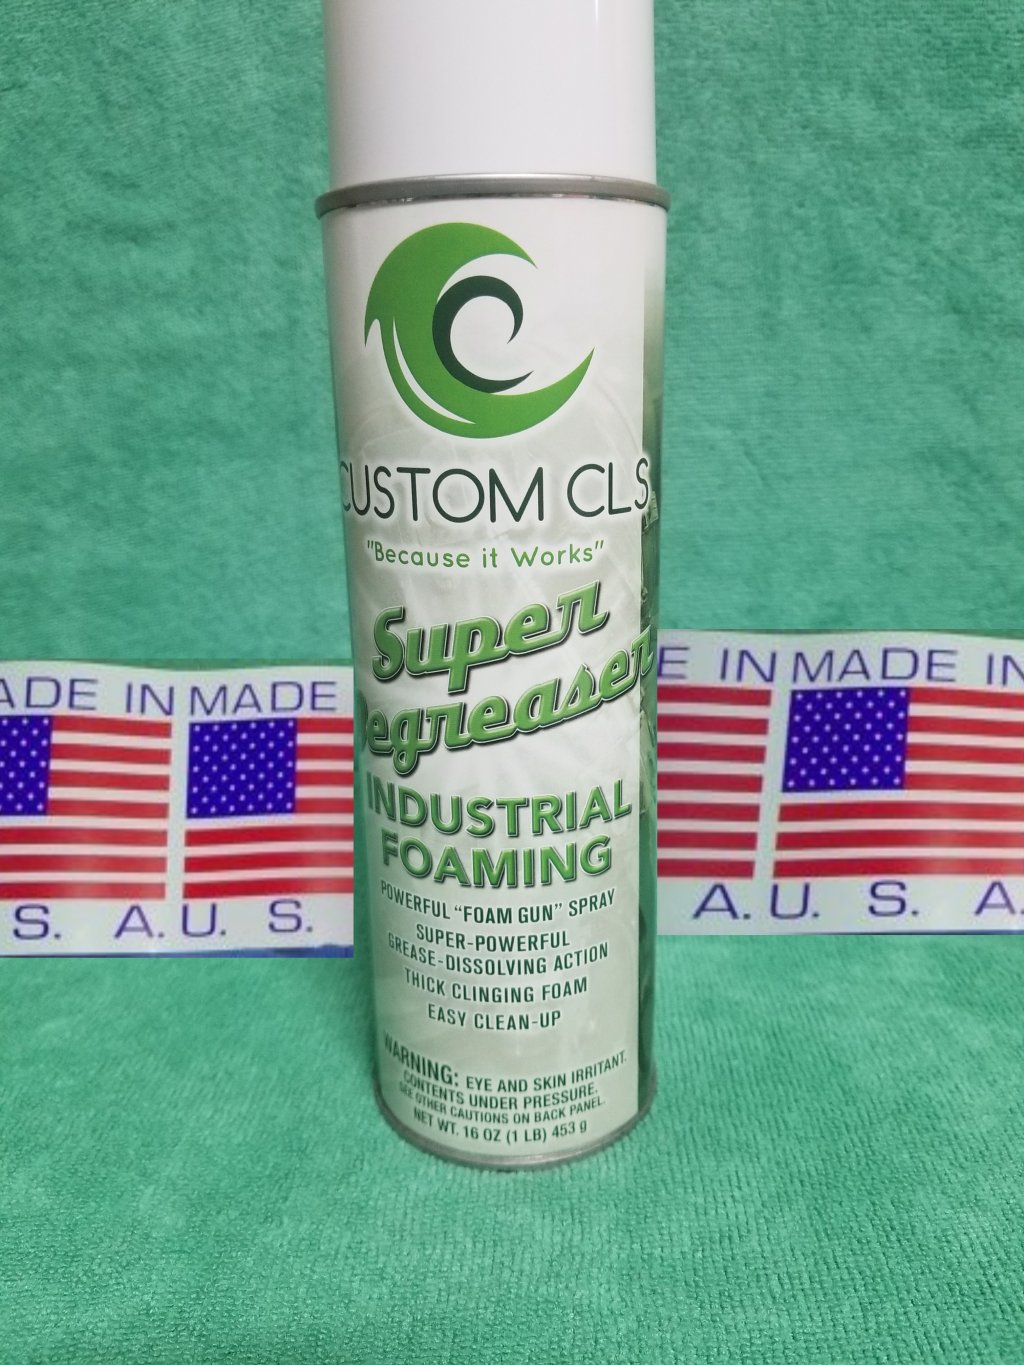 CUSTOM CLS
"Because it Works"
Super
Degreaser
INDUSTRIAL
FOAMING
POWERFUL "FOAM GUN" SPRAY
SUPER-POWERFUL
GREASE-DISSOLVING ACTION
THICK CLINGING FOAM
EASY CLEAN-UP
WARNING: EYE AND SKIN IRRITANT.
CONTENTS UNDER PRESSURE.
SEE OTHER CAUTIONS ON BACK PANEL.
NET WT. 16 OZ (1 LB) 453 g
ADE IN MADE
S. A. U. S.
E IN MADE IN
A. U. S. A.